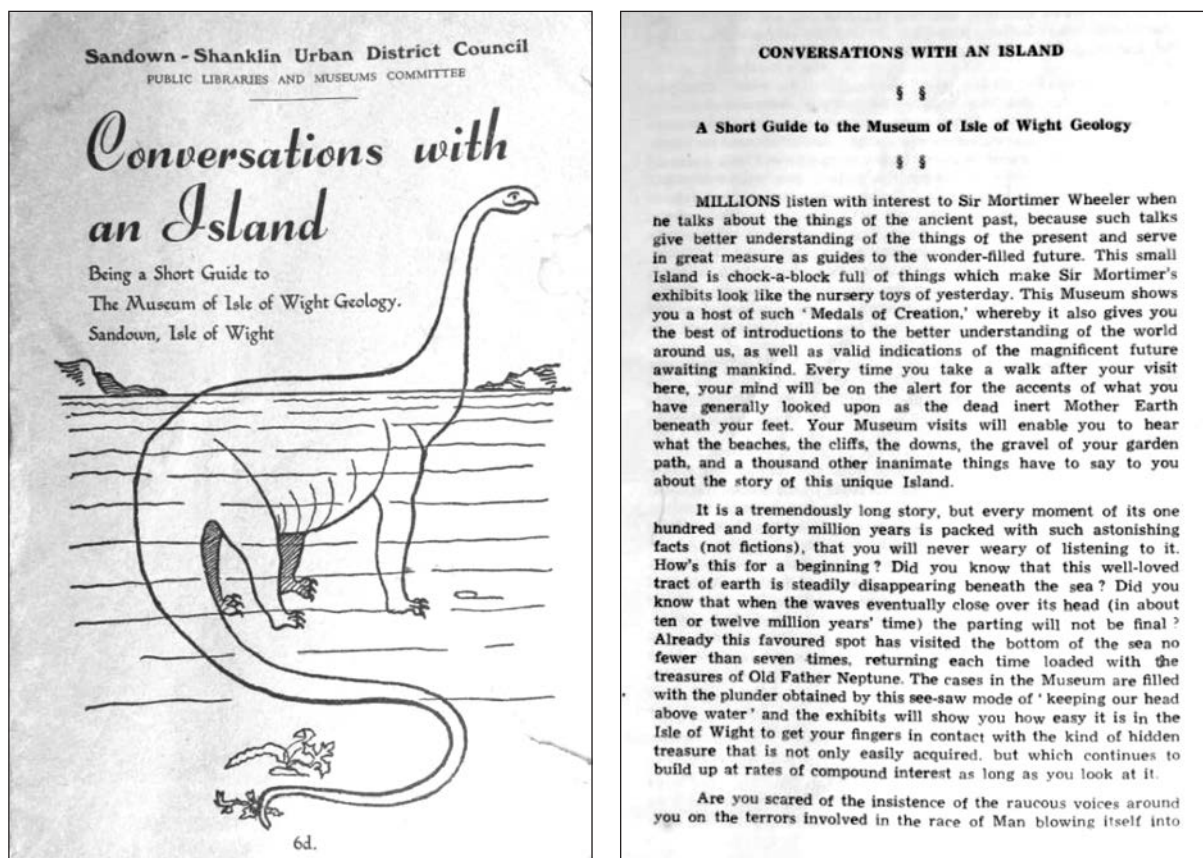 Sandown - Shanklin Urban District Council
PUBLIC LIBRARIES AND MUSEUMS COMMITTEE
Conversations with
an Island
Being a Short Guide to
The Museum of Isle of Wight Geology.
Sandown, Isle of Wight
6d.
CONVERSATIONS WITH AN ISLAND
§ §
A Short Guide to the Museum of Isle of Wight Geology
§ §
MILLIONS listen with interest to Sir Mortimer Wheeler when
he talks about the things of the ancient past, because such talks
give better understanding of the things of the present and serve
in great measure as guides to the wonder-filled future. This small
Island is chock-a-block full of things which make Sir Mortimer's
exhibits look like the nursery toys of yesterday. This Museum shows
you a host of such ' Medals of Creation,' whereby it also gives you
the best of introductions to the better understanding of the world
around us, as well as valid indications of the magnificent future
awaiting mankind. Every time you take a walk after your visit
here, your mind will be on the alert for the accents of what you
have generally looked upon as the dead inert Mother Earth
beneath your feet. Your Museum visits will enable you to hear
what the beaches, the cliffs, the downs, the gravel of your garden
path, and a thousand other inanimate things have to say to you
about the story of this unique Island.
It is a tremendously long story, but every moment of its one
hundred and forty million years is packed with such astonishing
facts (not fictions), that you will never weary of listening to it.
How's this for a beginning ? Did you know that this well-loved
tract of earth is steadily disappearing beneath the sea ? Did you
know that when the waves eventually close over its head (in about
ten or twelve million years' time) the parting will not be final ?
Already this favoured spot has visited the bottom of the sea no
fewer than seven times, returning each time loaded with the
treasures of Old Father Neptune. The cases in the Museum are filled
with the plunder obtained by this see-saw mode of ' keeping our head
above water ' and the exhibits will show you how easy it is in the
Isle of Wight to get your fingers in contact with the kind of hidden
treasure that is not only easily acquired, but which continues to
build up at rates of compound interest as long as you look at it.
Are you scared of the insistence of the raucous voices around
you on the terrors involved in the race of Man blowing itself into